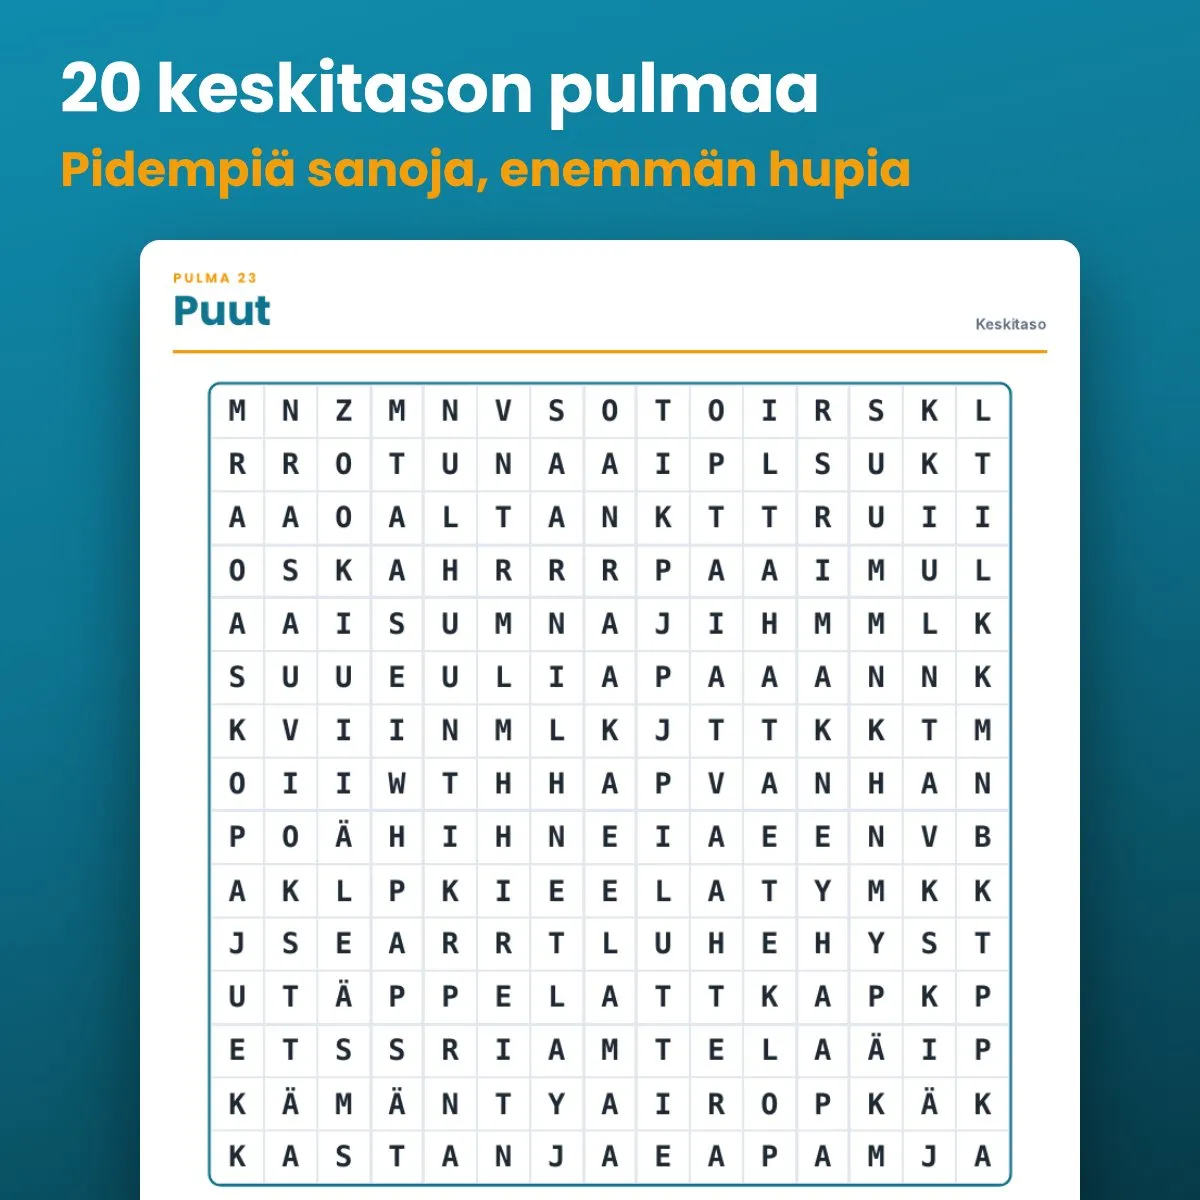 20 keskitason pulmaa
Pidempiä sanoja, enemmän hupia
PULMA 23
Puut
Keskitaso
M N Z M N V S O T O I R S K L
R R O T U N A A I P L S U K T
A A O A L T A N K T T R U I I
O S K A H R R R P A A I M U L
A A I S U M N A J I H M M L K
S U U E U L I A P A A A N N K
K V I I N M L K J T T K K T M
O I I W T H H A P V A N H A N
P O Ä H I H N E I A E E N V B
A K L P K I E E L A T Y M K K
J S E A R R T L U H E H Y S T
U T Ä P P E L A T T K A P K P
E T S S R I A M T E L A Ä I P
K Ä M Ä N T Y A I R O P K Ä K
K A S T A N J A E A P A M J A